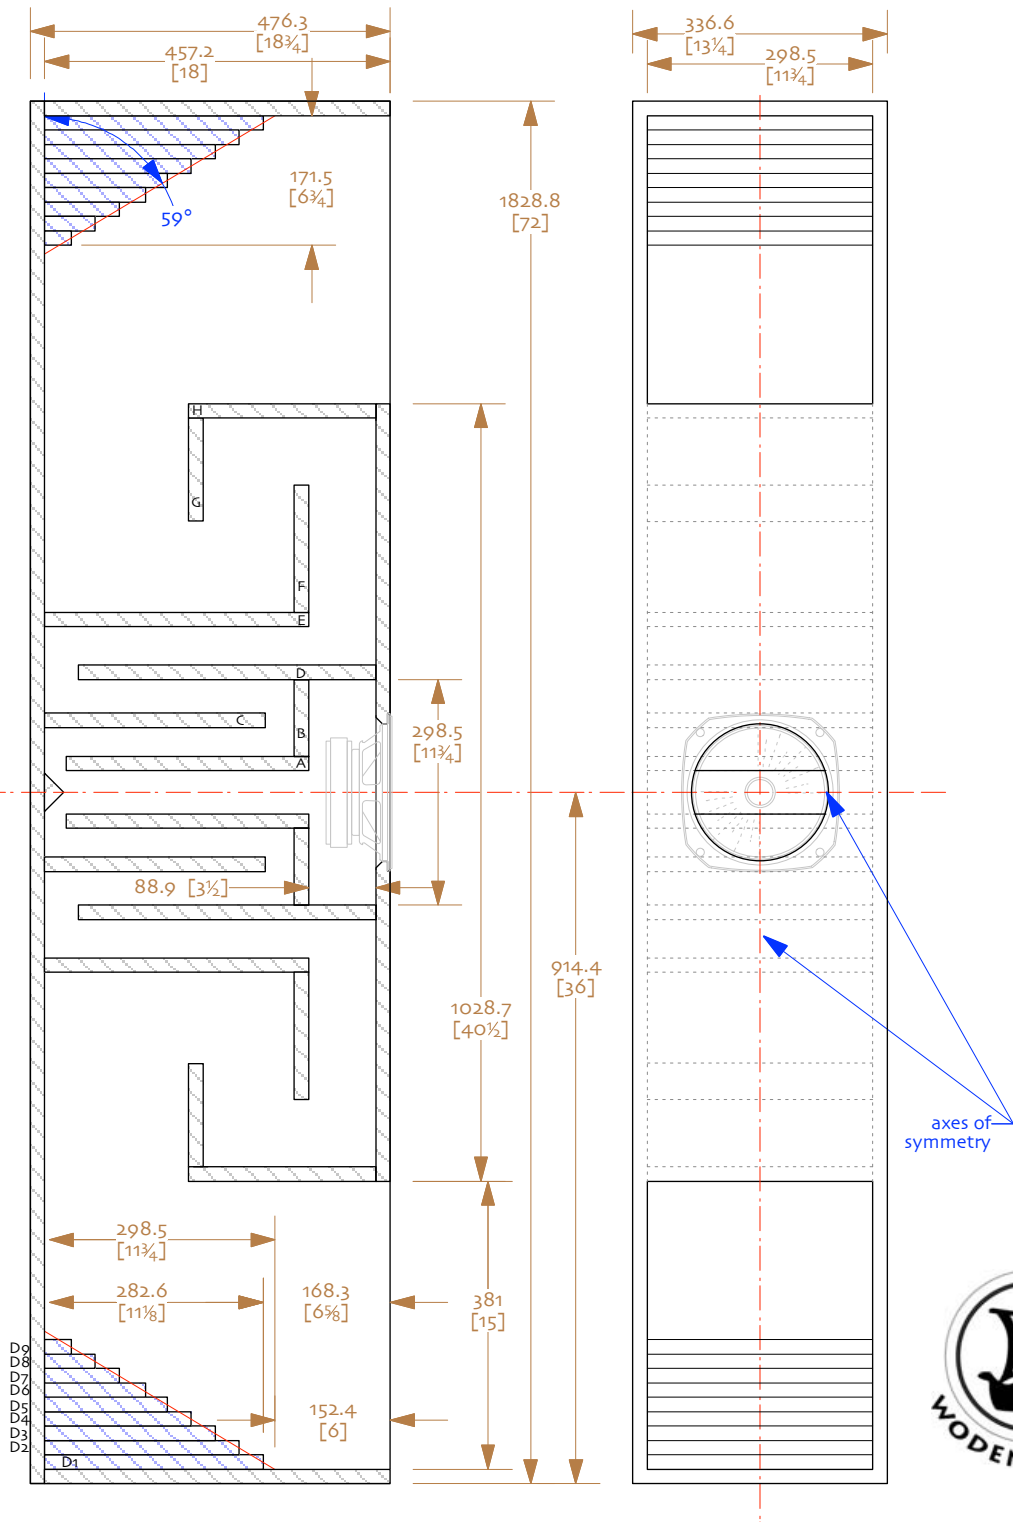 476.3
[18¾]
457.2
[18]
336.6
[13¼]
298.5
[11¾]
171.5
[6¾]
1828.8
[72]
59°
H
G
F
E
D
C
B
A
298.5
[11¾]
88.9 [3½]
914.4
[36]
1028.7
[40½]
axes of
symmetry
298.5
[11¾]
282.6
[11⅛]
168.3
[6⅝]
381
[15]
152.4
[6]
D9
D8
D7
D6
D5
D4
D3
D2
D1